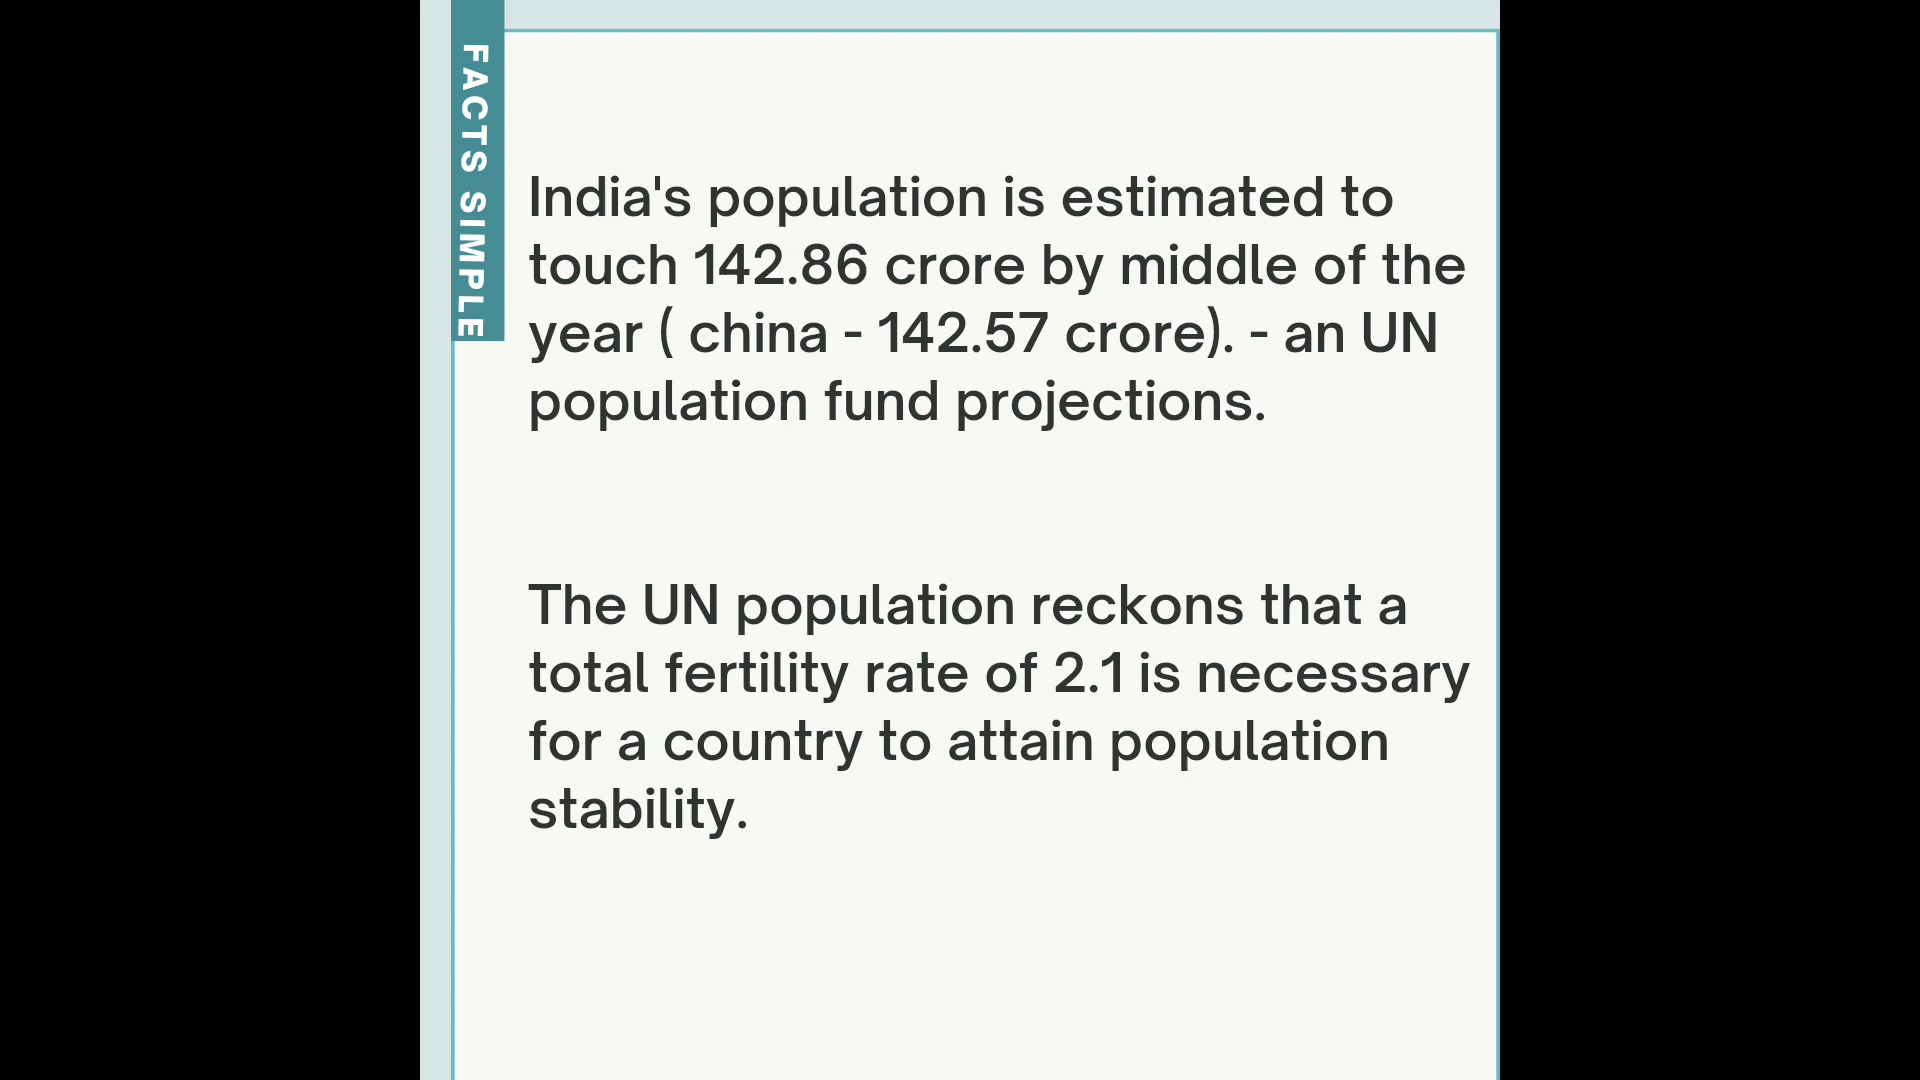 FACTS SIMPLE
India's population is estimated to
touch 142.86 crore by middle of the
year ( china - 142.57 crore). - an UN
population fund projections.
The UN population reckons that a
total fertility rate of 2.1 is necessary
for a country to attain population
stability.